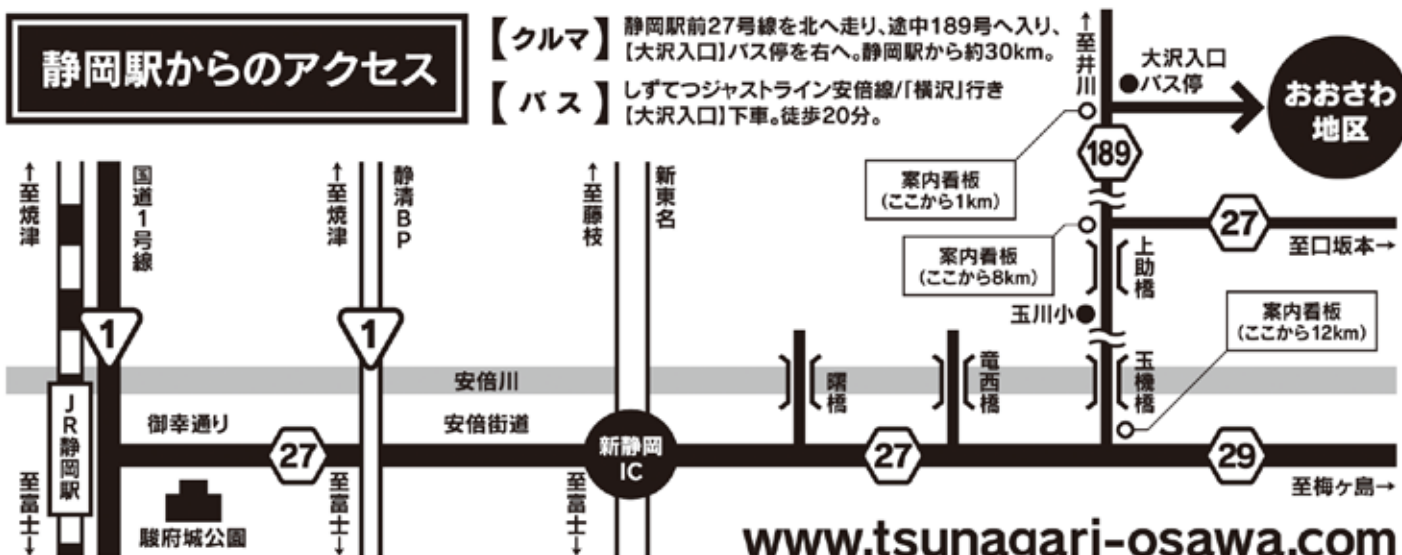 静岡駅からのアクセス
【クルマ】
静岡駅前27号線を北へ走り、途中189号へ入り、
【大沢入口】バス停を右へ。静岡駅から約30km。
【バス】
しずてつジャストライン安倍線/「横沢」行き
【大沢入口】下車。徒歩20分。
↑至井川
大沢入口
●バス停
おおさわ
地区
189
案内看板
(ここから1km)
27
至口坂本→
案内看板
(ここから8km)
上助橋
玉川小●
案内看板
(ここから12km)
↑至焼津
国道1号線
↑至焼津
静清BP
↑至藤枝
新東名
1
1
安倍川
曙橋
竜西橋
玉機橋
JR静岡駅
御幸通り
安倍街道
27
新静岡
IC
27
29
至梅ヶ島→
至富士↓
駿府城公園
至富士↓
至富士↓
www.tsunagari-osawa.com